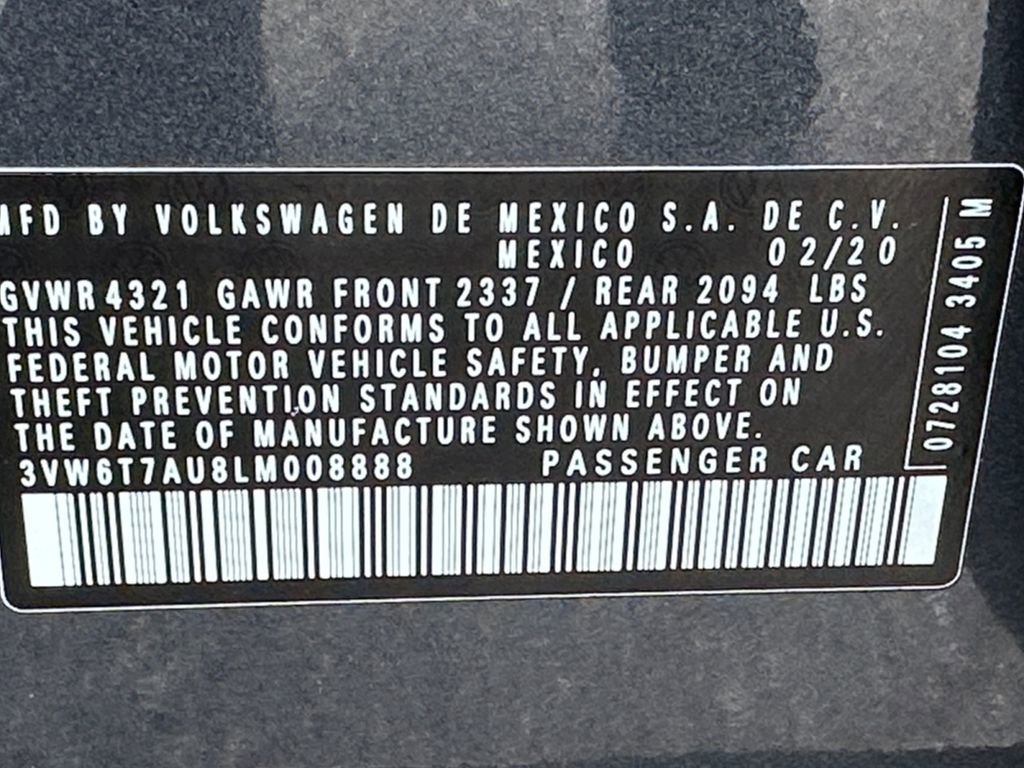 MFD BY VOLKSWAGEN DE MEXICO S.A. DE C.V.
MEXICO 02/20
GVWR 4321 GAWR FRONT 2337 / REAR 2094 LBS
THIS VEHICLE CONFORMS TO ALL APPLICABLE U.S.
FEDERAL MOTOR VEHICLE SAFETY, BUMPER AND
THEFT PREVENTION STANDARDS IN EFFECT ON
THE DATE OF MANUFACTURE SHOWN ABOVE.
3VW6T7AU8LM008888 PASSENGER CAR
0728104 3405 M